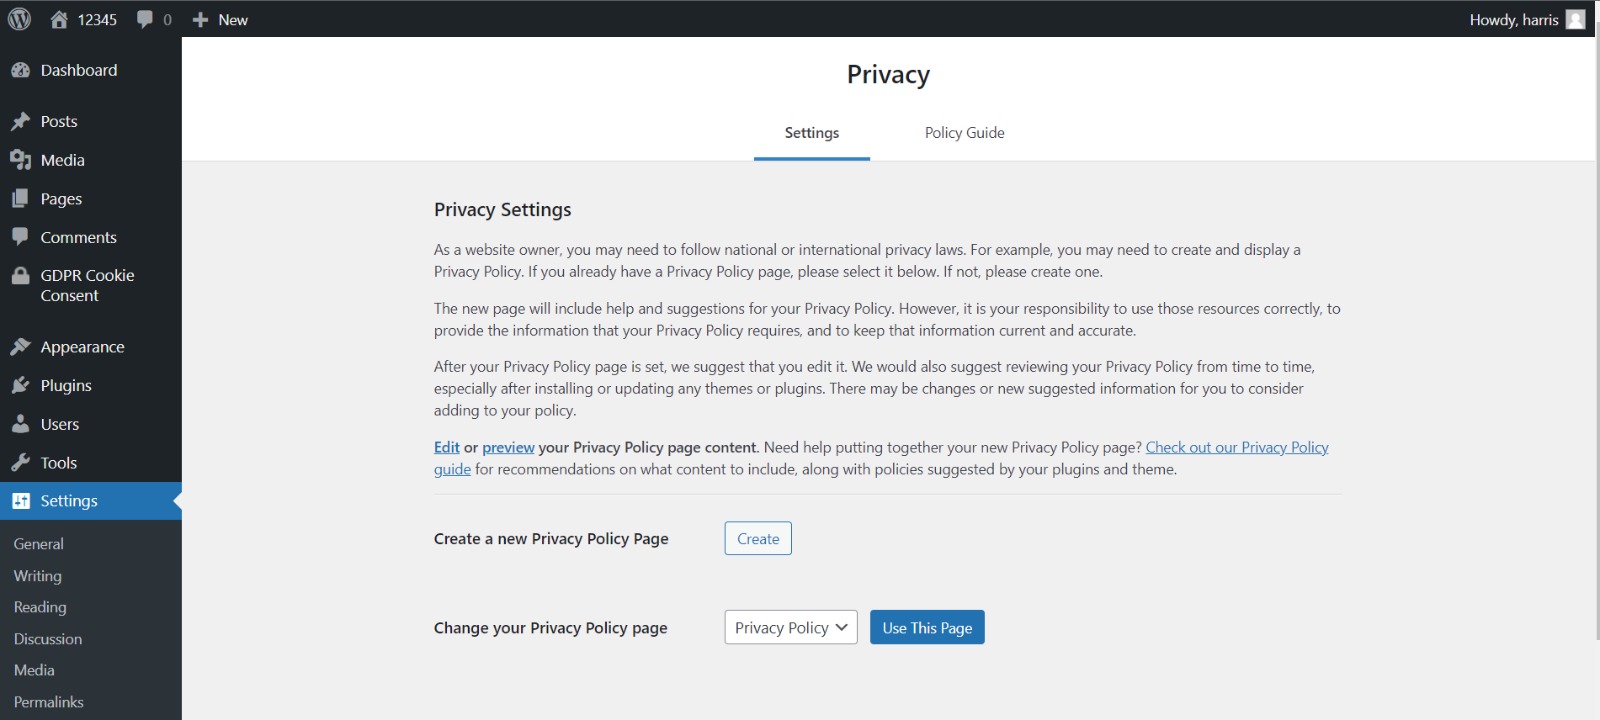 12345 0 New Howdy, harris
Dashboard
Posts
Media
Pages
Comments
GDPR Cookie
Consent
Appearance
Plugins
Users
Tools
Settings
General
Writing
Reading
Discussion
Media
Permalinks
Privacy
Settings Policy Guide
Privacy Settings
As a website owner, you may need to follow national or international privacy laws. For example, you may need to create and display a
Privacy Policy. If you already have a Privacy Policy page, please select it below. If not, please create one.
The new page will include help and suggestions for your Privacy Policy. However, it is your responsibility to use those resources correctly, to
provide the information that your Privacy Policy requires, and to keep that information current and accurate.
After your Privacy Policy page is set, we suggest that you edit it. We would also suggest reviewing your Privacy Policy from time to time,
especially after installing or updating any themes or plugins. There may be changes or new suggested information for you to consider
adding to your policy.
Edit or preview your Privacy Policy page content. Need help putting together your new Privacy Policy page? Check out our Privacy Policy
guide for recommendations on what content to include, along with policies suggested by your plugins and theme.
Create a new Privacy Policy Page Create
Change your Privacy Policy page Privacy Policy Use This Page